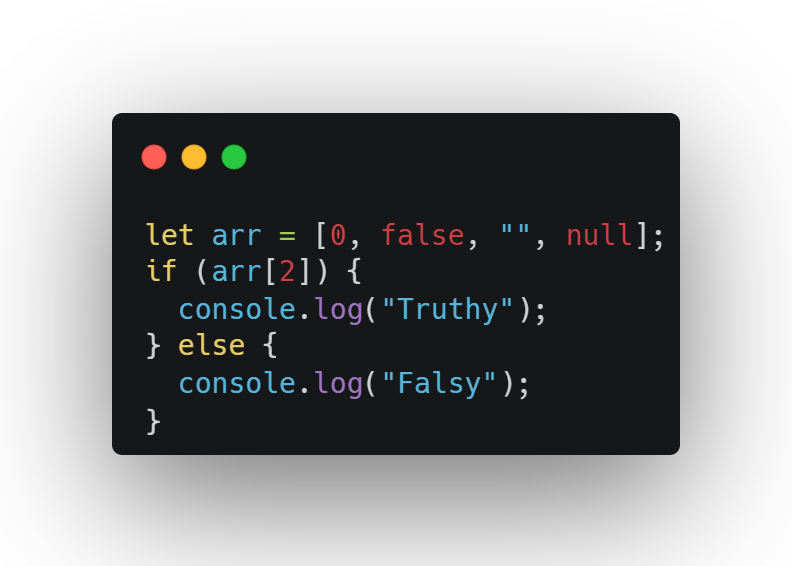 let arr = [0, false, "", null];
if (arr[2]) {
  console.log("Truthy");
} else {
  console.log("Falsy");
}